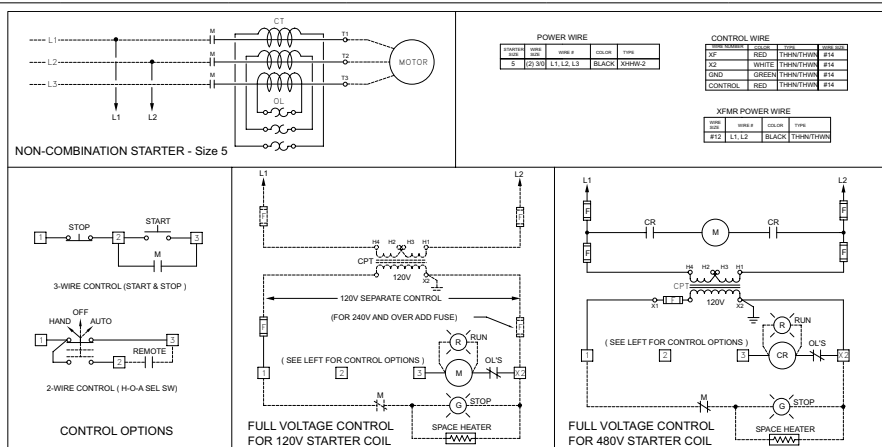 L1
L2
L3
M
M
M
L1
L2
CT
OL
T1
T2
T3
MOTOR
NON-COMBINATION STARTER - Size 5
POWER WIRE
STARTER SIZE WIRE SIZE WIRE # COLOR TYPE
5 (2) 3/0 L1, L2, L3 BLACK XHHW-2
CONTROL WIRE
WIRE NUMBER COLOR TYPE WIRE SIZE
XF RED THHN/THWN #14
X2 WHITE THHN/THWN #14
GND GREEN THHN/THWN #14
CONTROL RED THHN/THWN #14
XFMR POWER WIRE
WIRE SIZE WIRE # COLOR TYPE
#12 L1, L2 BLACK THHN/THWN
STOP START
1 2 3
M
3-WIRE CONTROL (START & STOP )
OFF
HAND AUTO
1 3
REMOTE
2
2-WIRE CONTROL ( H-O-A SEL SW)
CONTROL OPTIONS
L1 L2
F F
H4 H2 H3 H1
CPT
120V
X2
120V SEPARATE CONTROL
(FOR 240V AND OVER ADD FUSE)
F F
R RUN
( SEE LEFT FOR CONTROL OPTIONS )
OL'S
1 2 3 M X2
M
G STOP
SPACE HEATER
FULL VOLTAGE CONTROL
FOR 120V STARTER COIL
L1 L2
F F
CR M CR
F F
H4 H2 H3 H1
CPT
X1 F 120V X2
R RUN
( SEE LEFT FOR CONTROL OPTIONS )
OL'S
1 2 3 CR X2
M
G STOP
SPACE HEATER
FULL VOLTAGE CONTROL
FOR 480V STARTER COIL